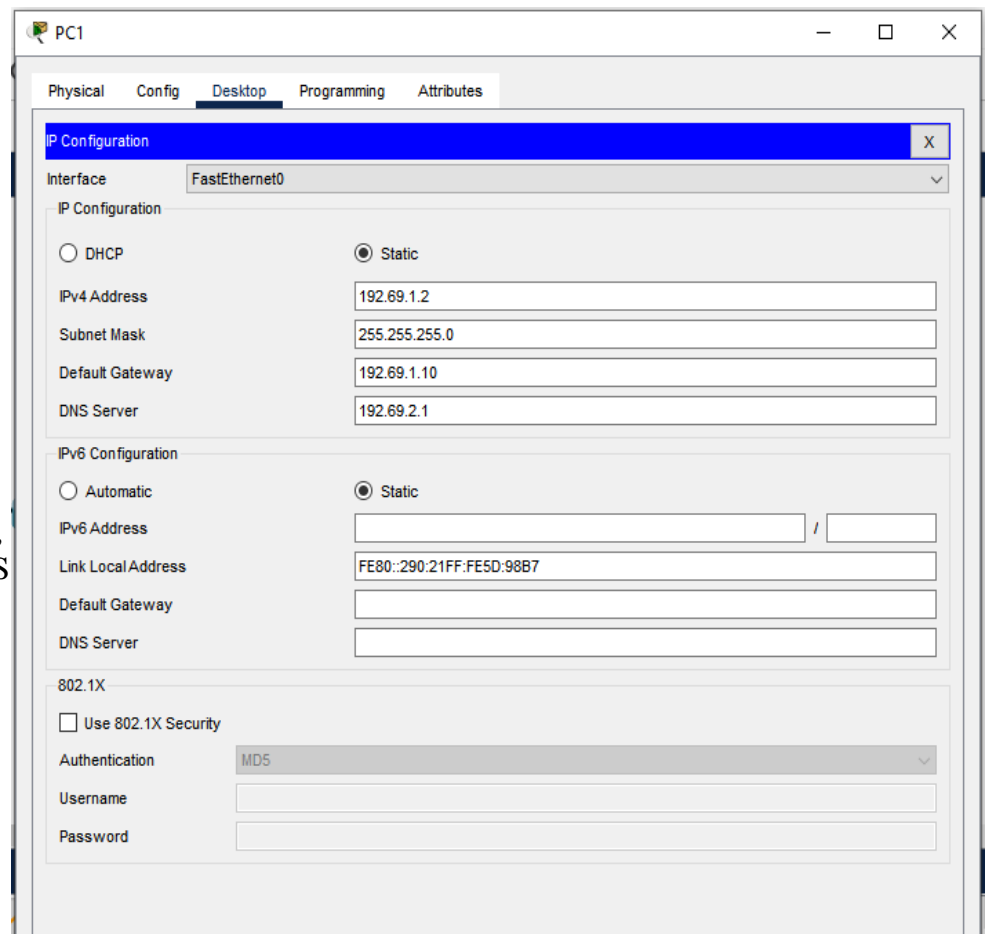 PC1
Physical Config Desktop Programming Attributes
IP Configuration X
Interface FastEthernet0
IP Configuration
DHCP Static
IPv4 Address 192.69.1.2
Subnet Mask 255.255.255.0
Default Gateway 192.69.1.10
DNS Server 192.69.2.1
IPv6 Configuration
Automatic Static
IPv6 Address /
Link Local Address FE80::290:21FF:FE5D:98B7
Default Gateway
DNS Server
802.1X
Use 802.1X Security
Authentication MD5
Username
Password